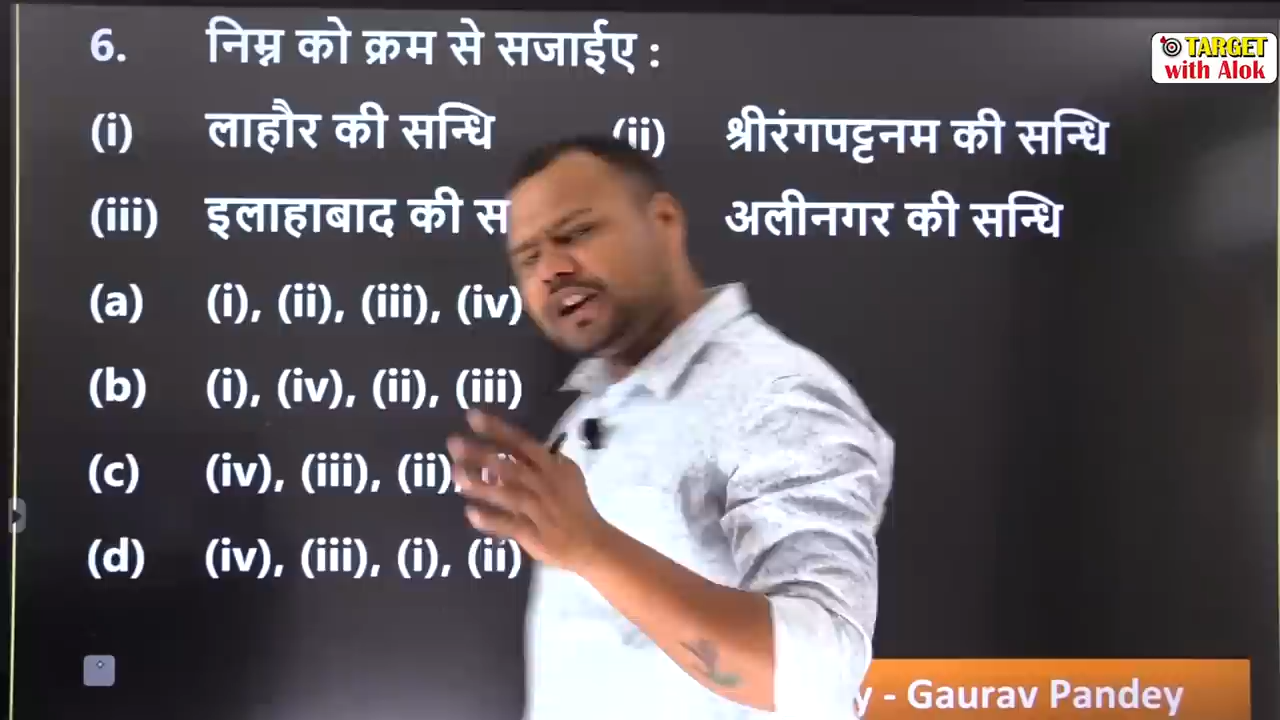 TARGET
with Alok
6. निम्न को क्रम से सजाईए :
(i) लाहौर की सन्धि (ii) श्रीरंगपट्टनम की सन्धि
(iii) इलाहाबाद की अलीनगर की सन्धि
(a) (i), (ii), (iii), (iv)
(b) (i), (iv), (ii), (iii)
(c) (iv), (iii), (ii),
(d) (iv), (iii), (i), (ii)
- Gaurav Pandey